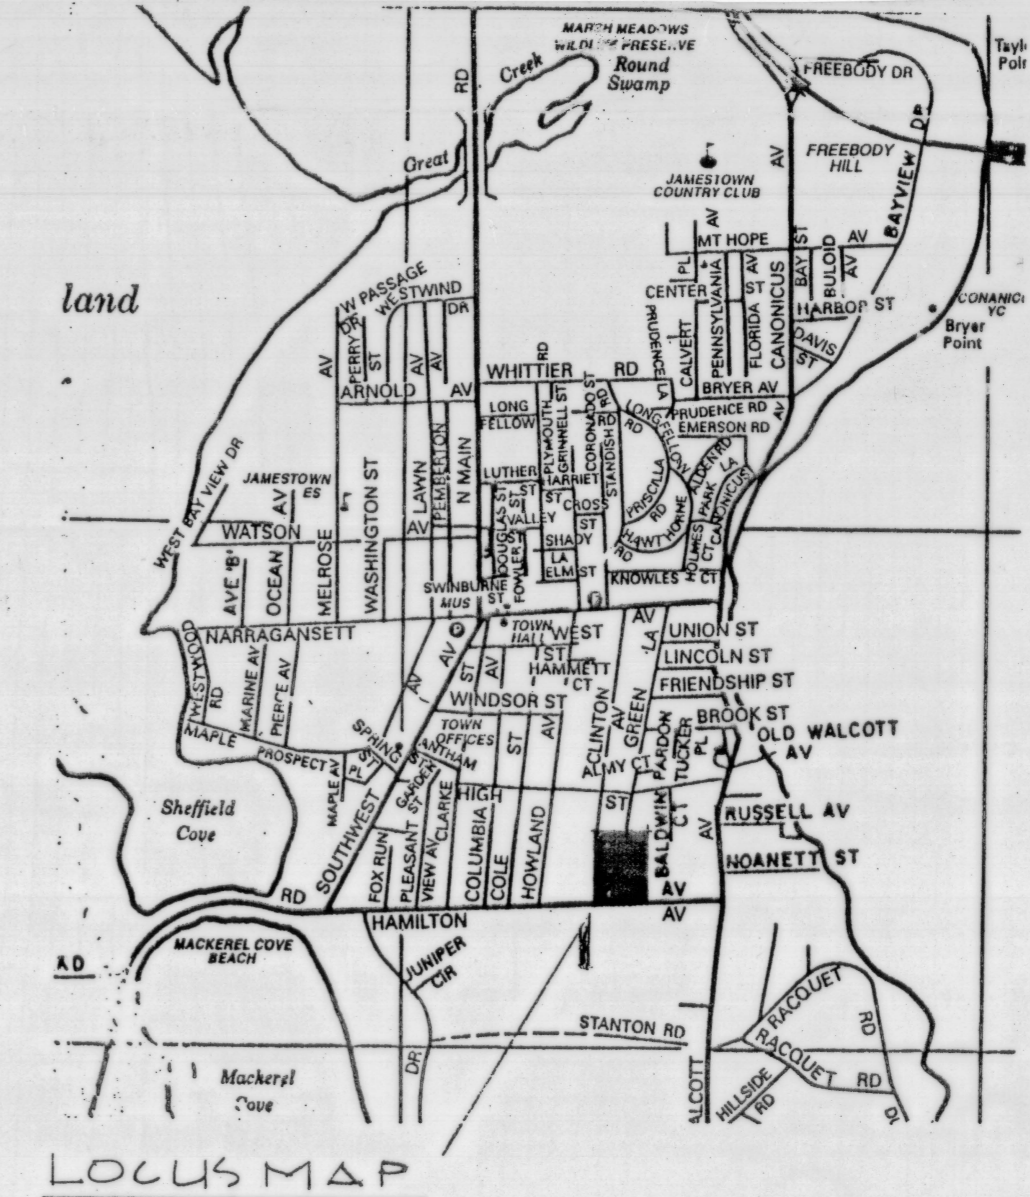 MARSH MEADOWS
WILDLIFE PRESERVE
Round
Swamp
Creek
RD
Great
FREEBODY DR
FREEBODY
HILL
BAYVIEW DR
AV
JAMESTOWN
COUNTRY CLUB
AV
MT HOPE
AV
PL
CENTER
ST
PENNSYLVANIA
AV
FLORIDA
CANONICUS
BAY ST
BULOID
AV
HARBOR ST
DAVIS
ST
CONANIC
YC
Bryer
Point
land
W PASSAGE
DR
WESTWIND
DR
PERRY
ST
AV
AV
AV
ARNOLD
AV
WHITTIER
RD
RD
PRUDENCE
LA
CALVERT
BRYER AV
AV
PRUDENCE RD
EMERSON RD
LONG
FELLOW
LONGFELLOW
RD
PLYMOUTH
GRINNELL ST
CORONADO ST
STANDISH
RD
RD
LUTHER
ST
HARRIET
ST
CROSS
ST
PRISCILLA
RD
HAWTHORNE
RD
ALDEN RD
PARK
LA
CANONICUS
HOLMES
CT
WEST BAY VIEW DR
JAMESTOWN
ES
AV
WATSON
AVE "B"
OCEAN
MELROSE
WASHINGTON ST
LAWN
PEMBERTON
N MAIN
AV
DOUGLAS ST
VALLEY
ST
FOWLER
ST
SHADY
LA
ELM ST
KNOWLES
CT
SWINBURNE
ST
MUS
TOWN
HALL
WEST
ST
AV
LA
UNION ST
LINCOLN ST
FRIENDSHIP ST
BROOK ST
OLD WALCOTT
AV
NARRAGANSETT
AV
WESTWOOD
RD
MARINE AV
PIERCE AV
MAPLE
PROSPECT
MAPLE AV
PL
SPRING
ST
AV
ST
AV
HAMMETT
CT
WINDSOR ST
TOWN
OFFICES
ANTHAM
ST
AV
CLINTON
AV
GREEN
ALMY CT
PARDON
TUCKER
PL
HIGH
ST
GARDEN
ST
SOUTHWEST
FOX RUN
PLEASANT
VIEW AV
CLARKE
COLUMBIA
COLE
HOWLAND
BALDWIN
CT
AV
RUSSELL AV
NOANETT ST
Sheffield
Cove
RD
HAMILTON
AV
AV
MACKEREL COVE
BEACH
JUNIPER
CIR
STANTON RD
DR
RACQUET
RD
RACQUET
RD
HILLSIDE
RD
ALCOTT
Mackerel
Cove
LOCUS MAP